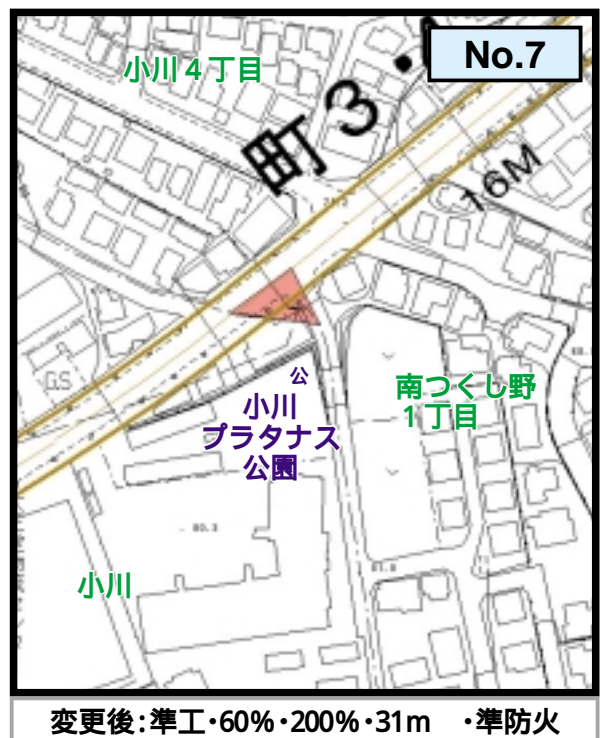 No.7
小川４丁目
町３・
16M
GS
公
小川
プラタナス
公園
南つくし野
１丁目
80.3
小川
変更後:準工・60%・200%・31m ・準防火